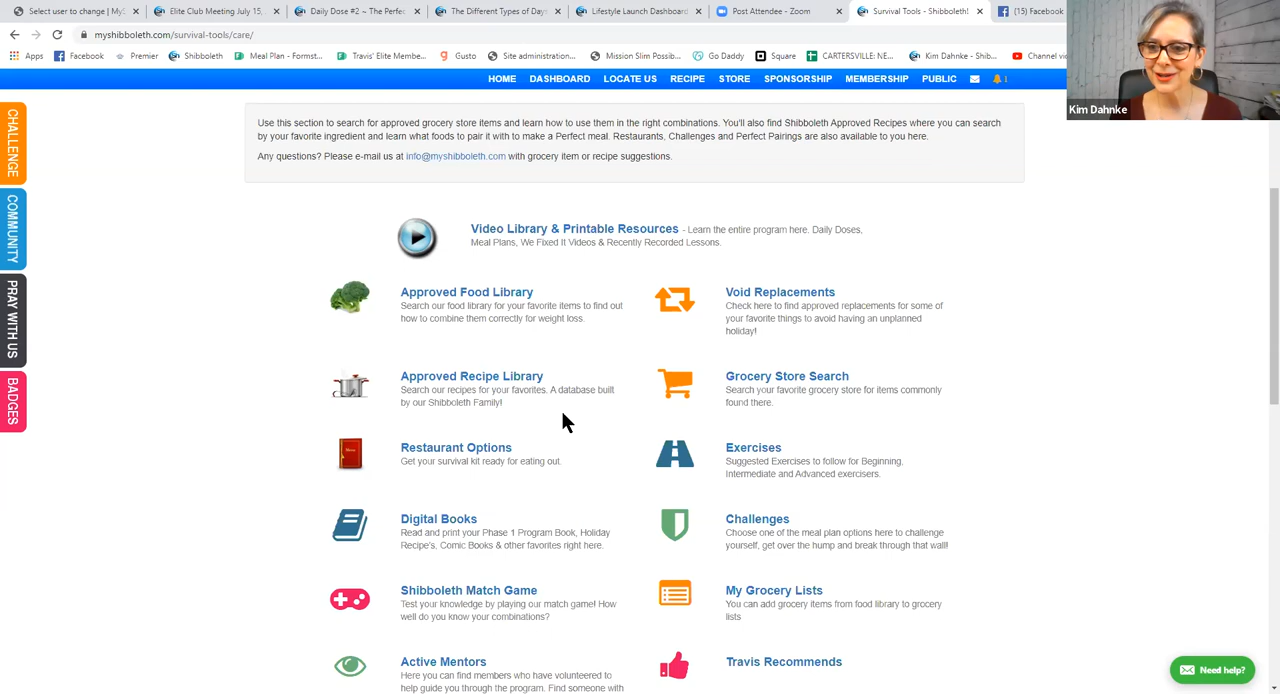 Select user to change | MyS
Elite Club Meeting July 15,
Daily Dose #2 ~ The Perfec
The Different Types of Days
Lifestyle Launch Dashboard
Post Attendee - Zoom
Survival Tools - Shibboleth!
(15) Facebook
myshibboleth.com/survival-tools/care/
Apps Facebook Premier Shibboleth Meal Plan - Formst... Travis' Elite Membe... Gusto Site administration... Mission Slim Possib... Go Daddy Square CARTERSVILLE: NE... Kim Dahnke - Shib... Channel vi
HOME DASHBOARD LOCATE US RECIPE STORE SPONSORSHIP MEMBERSHIP PUBLIC 1
Kim Dahnke
CHALLENGE
COMMUNITY
PRAY WITH US
BADGES
Use this section to search for grocery store items and learn how to use them in the right combinations. You'll also find Shibboleth Approved Recipes where you can search
by your favorite ingredient and learn what foods to pair it with to make a Perfect meal. Restaurants, Challenges and Perfect Pairings are also available to you here.
Any questions? Please e-mail us at info@myshibboleth.com with grocery item or recipe suggestions.
Video Library & Printable Resources - Learn the entire program here. Daily Doses,
Meal Plans, We Fixed It Videos & Recently Recorded Lessons.
Approved Food Library
Search our food library for your favorite items to find out
how to combine them correctly for weight loss.
Void Replacements
Check here to find approved replacements for some of
your favorite things to avoid having an unplanned
holiday!
Approved Recipe Library
Search our recipes for your favorites. A database built
by our Shibboleth Family!
Grocery Store Search
Search your favorite grocery store for items commonly
found there.
Restaurant Options
Get your survival kit ready for eating out.
Exercises
Suggested Exercises to follow for Beginning,
Intermediate and Advanced exercisers.
Digital Books
Read and print your Phase 1 Program Book, Holiday
Recipe's, Comic Books & other favorites right here.
Challenges
Choose one of the meal plan options here to challenge
yourself, get over the hump and break through that wall!
Shibboleth Match Game
Test your knowledge by playing our match game! How
well do you know your combinations?
My Grocery Lists
You can add grocery items from food library to grocery
lists
Active Mentors
Here you can find members who have volunteered to
help guide you through the program. Find someone with
Travis Recommends
Need help?